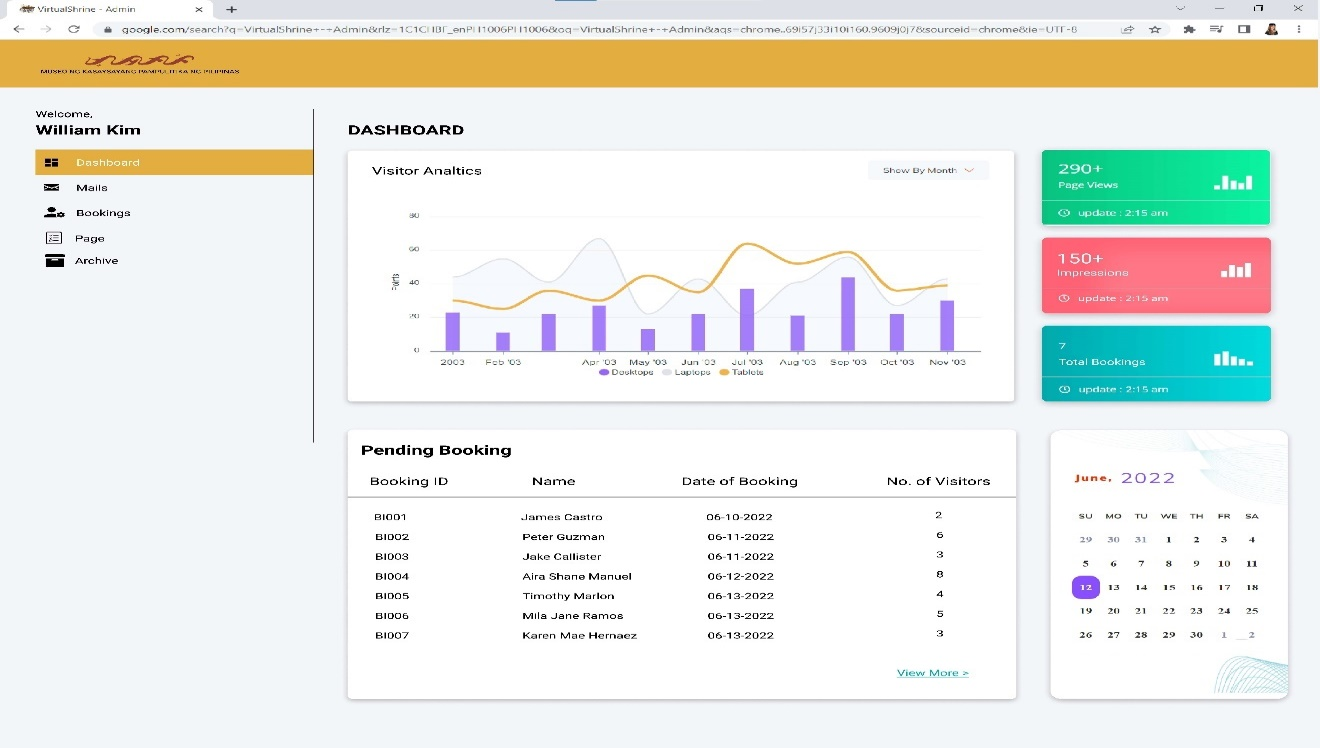 VirtualShrine - Admin
google.com/search?q=VirtualShrine+-+Admin&rlz=1C1CHBF_enPH1006PH1006&oq=VirtualShrine+-+Admin&aqs=chrome..69i57j33i10i160.9609j0j7&sourceid=chrome&ie=UTF-8
MUSEO NG KASAYSAYANG PAMPULITIKA NG PILIPINAS
Welcome,
William Kim
Dashboard
Mails
Bookings
Page
Archive
DASHBOARD
Visitor Analtics
Show By Month
80
60
40
20
0
Points
2003 Feb '03 Apr '03 May '03 Jun '03 Jul '03 Aug '03 Sep '03 Oct '03 Nov '03
Desktops Laptops Tablets
290+
Page Views
update : 2:15 am
150+
Impressions
update : 2:15 am
7
Total Bookings
update : 2:15 am
Pending Booking
Booking ID Name Date of Booking No. of Visitors
BI001 James Castro 06-10-2022 2
BI002 Peter Guzman 06-11-2022 6
BI003 Jake Callister 06-11-2022 3
BI004 Aira Shane Manuel 06-12-2022 8
BI005 Timothy Marlon 06-13-2022 4
BI006 Mila Jane Ramos 06-13-2022 5
BI007 Karen Mae Hernaez 06-13-2022 3
View More >
June, 2022
SU MO TU WE TH FR SA
29 30 31 1 2 3 4
5 6 7 8 9 10 11
12 13 14 15 16 17 18
19 20 21 22 23 24 25
26 27 28 29 30 1 2